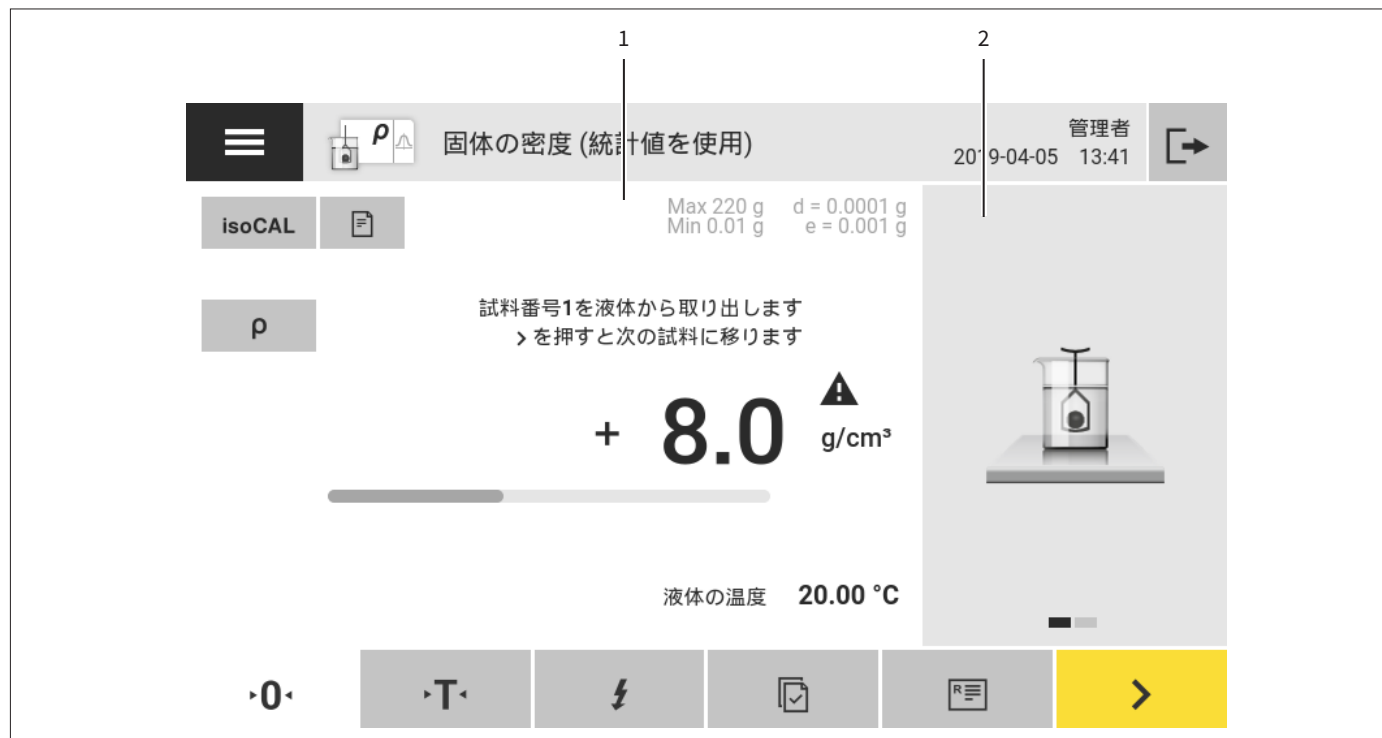 1 2
ρ 固体の密度 (統計値を使用) 管理者
2019-04-05 13:41
isoCAL Max 220 g d = 0.0001 g
Min 0.01 g e = 0.001 g
試料番号1を液体から取り出します
ρ > を押すと次の試料に移ります
+ 8.0 g/cm³
液体の温度 20.00 °C
0 T R